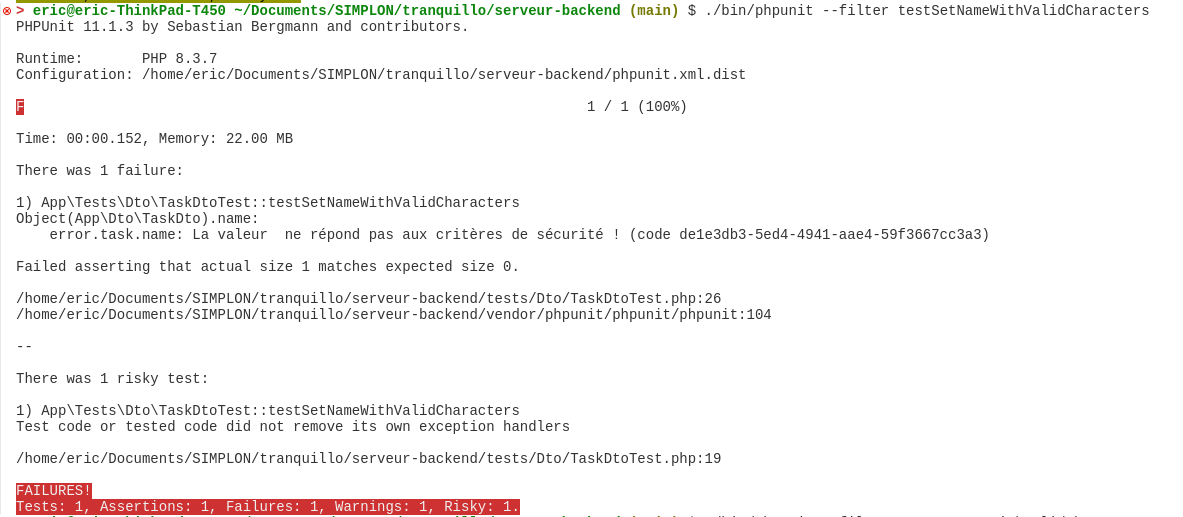 > eric@eric-ThinkPad-T450 ~/Documents/SIMPLON/tranquillo/serveur-backend (main) $ ./bin/phpunit --filter testSetNameWithValidCharacters
PHPUnit 11.1.3 by Sebastian Bergmann and contributors.
Runtime:       PHP 8.3.7
Configuration: /home/eric/Documents/SIMPLON/tranquillo/serveur-backend/phpunit.xml.dist
F 1 / 1 (100%)
Time: 00:00.152, Memory: 22.00 MB
There was 1 failure:
1) App\Tests\Dto\TaskDtoTest::testSetNameWithValidCharacters
Object(App\Dto\TaskDto).name:
    error.task.name: La valeur  ne répond pas aux critères de sécurité ! (code de1e3db3-5ed4-4941-aae4-59f3667cc3a3)
Failed asserting that actual size 1 matches expected size 0.
/home/eric/Documents/SIMPLON/tranquillo/serveur-backend/tests/Dto/TaskDtoTest.php:26
/home/eric/Documents/SIMPLON/tranquillo/serveur-backend/vendor/phpunit/phpunit/phpunit:104
--
There was 1 risky test:
1) App\Tests\Dto\TaskDtoTest::testSetNameWithValidCharacters
Test code or tested code did not remove its own exception handlers
/home/eric/Documents/SIMPLON/tranquillo/serveur-backend/tests/Dto/TaskDtoTest.php:19
FAILURES!
Tests: 1, Assertions: 1, Failures: 1, Warnings: 1, Risky: 1.